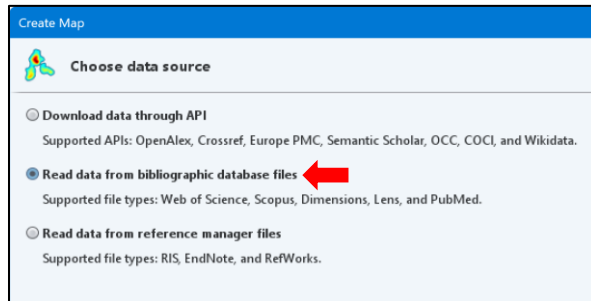 Create Map
Choose data source
Download data through API
Supported APIs: OpenAlex, Crossref, Europe PMC, Semantic Scholar, OCC, COCI, and Wikidata.
Read data from bibliographic database files
Supported file types: Web of Science, Scopus, Dimensions, Lens, and PubMed.
Read data from reference manager files
Supported file types: RIS, EndNote, and RefWorks.